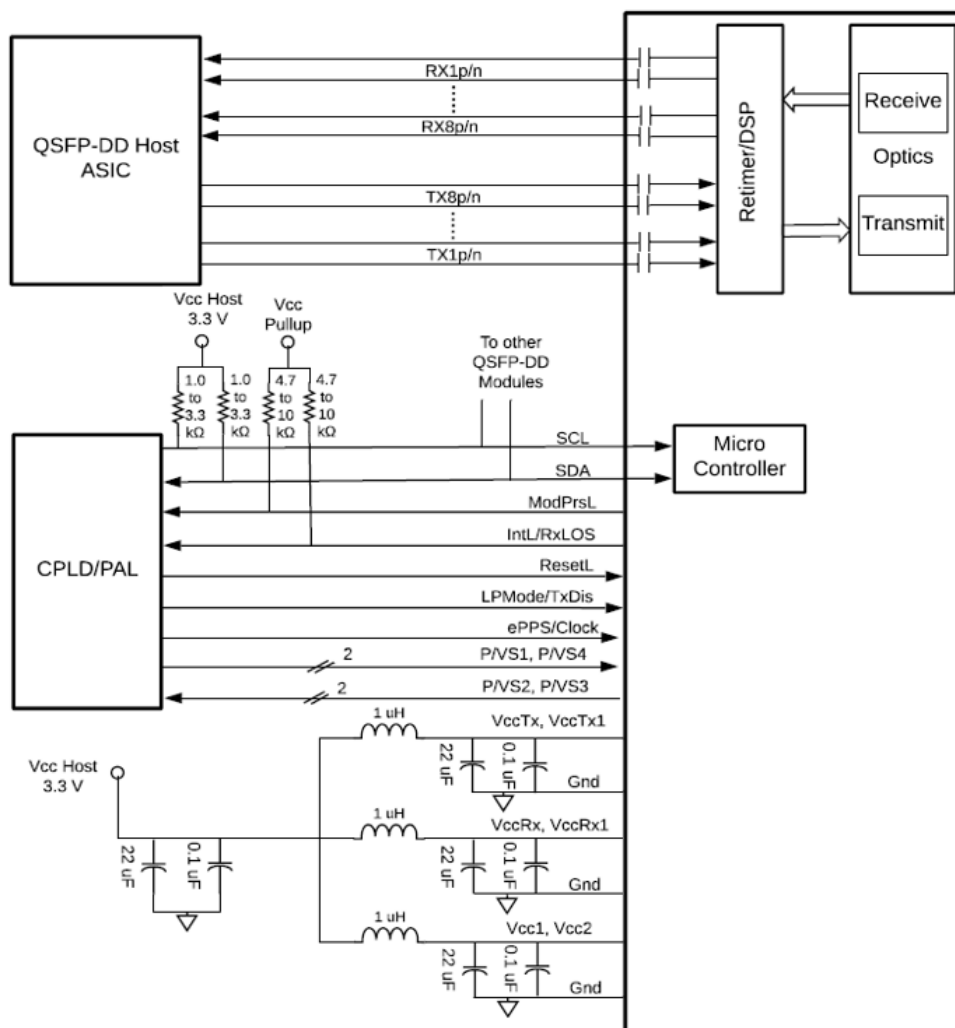 RX1p/n
RX8p/n
QSFP-DD Host
ASIC
TX8p/n
TX1p/n
Retimer/DSP
Receive
Optics
Transmit
Vcc Host
3.3 V
Vcc
Pullup
1.0
to
3.3
kΩ
1.0
to
3.3
kΩ
4.7
to
10
kΩ
4.7
to
10
kΩ
To other
QSFP-DD
Modules
SCL
SDA
ModPrsL
IntL/RxLOS
ResetL
LPMode/TxDis
ePPS/Clock
2
P/VS1, P/VS4
2
P/VS2, P/VS3
CPLD/PAL
Micro
Controller
Vcc Host
3.3 V
22 uF
0.1 uF
1 uH
VccTx, VccTx1
22 uF
0.1 uF
Gnd
1 uH
VccRx, VccRx1
22 uF
0.1 uF
Gnd
1 uH
Vcc1, Vcc2
22 uF
0.1 uF
Gnd